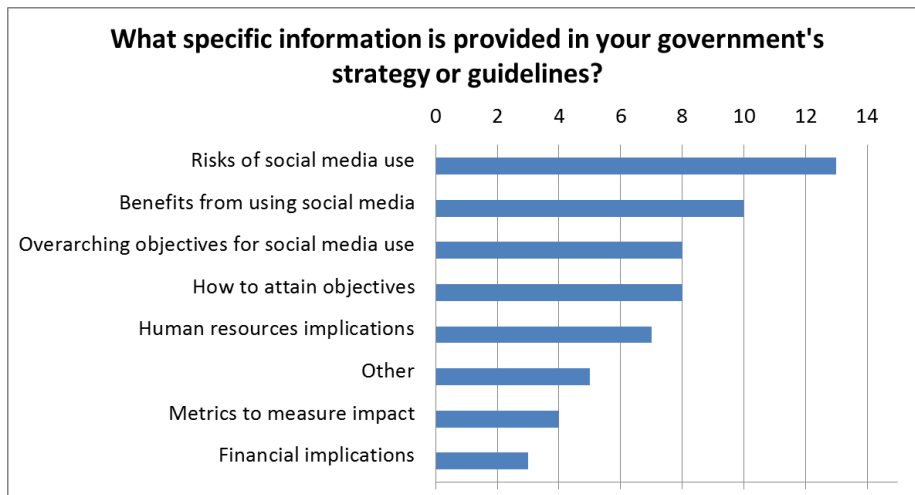 What specific information is provided in your government's
strategy or guidelines?
0 2 4 6 8 10 12 14
Risks of social media use
Benefits from using social media
Overarching objectives for social media use
How to attain objectives
Human resources implications
Other
Metrics to measure impact
Financial implications